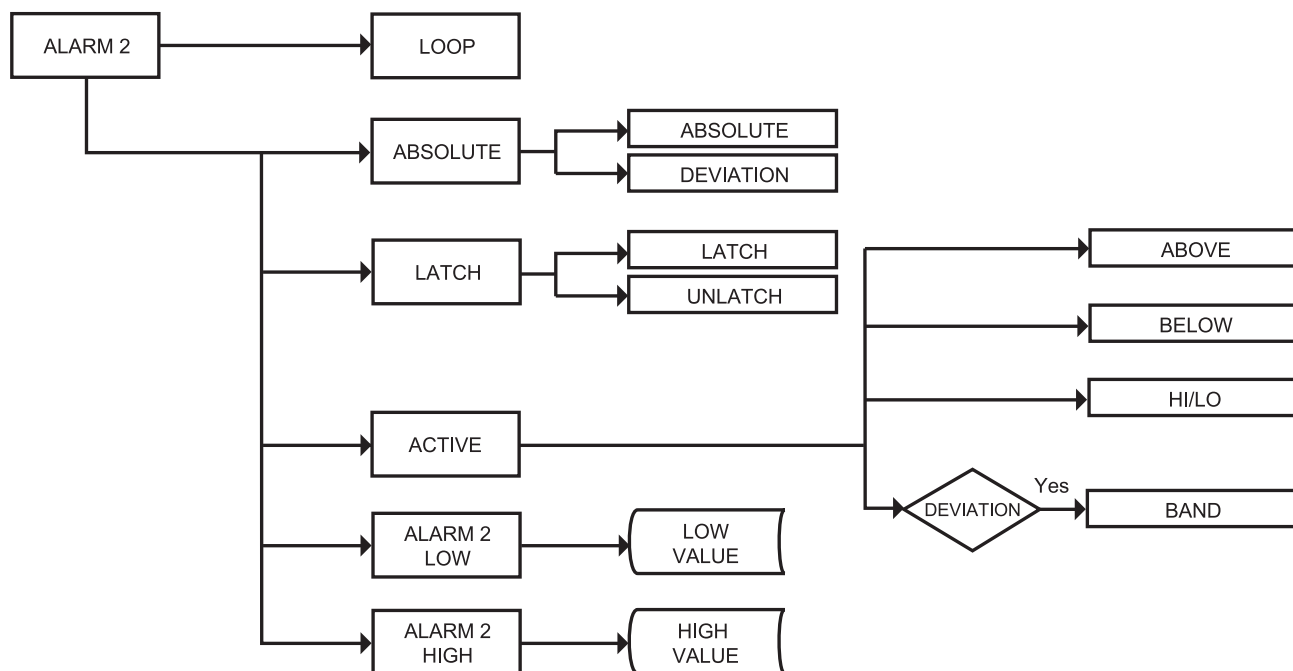 ALARM 2
LOOP
ABSOLUTE
ABSOLUTE
DEVIATION
LATCH
LATCH
UNLATCH
ACTIVE
ABOVE
BELOW
HI/LO
DEVIATION
Yes
BAND
ALARM 2
LOW
LOW
VALUE
ALARM 2
HIGH
HIGH
VALUE